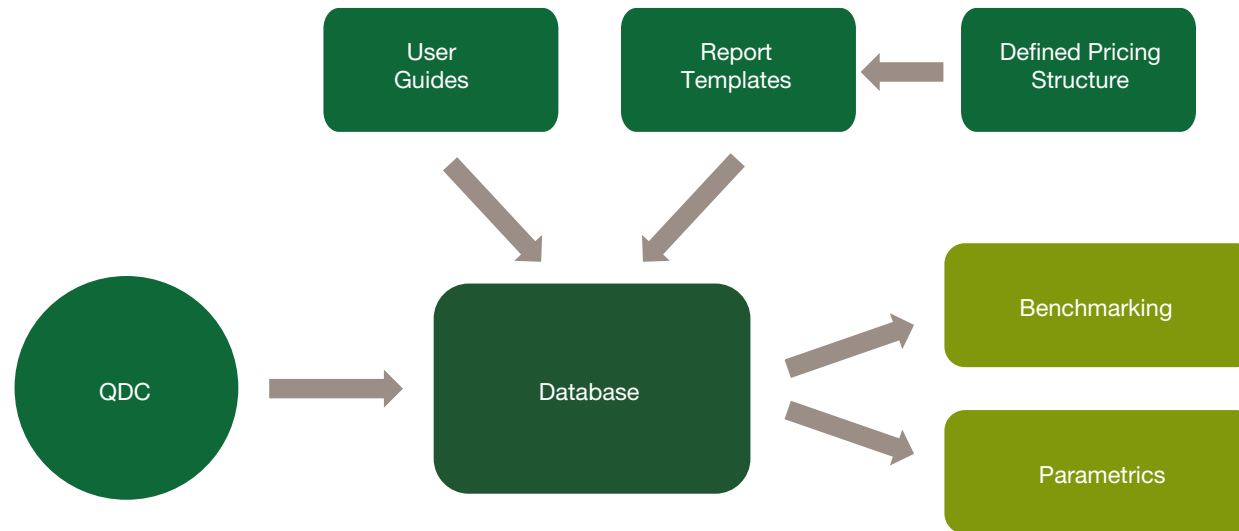 User
Guides
Report
Templates
Defined Pricing
Structure
Benchmarking
QDC
Database
Parametrics